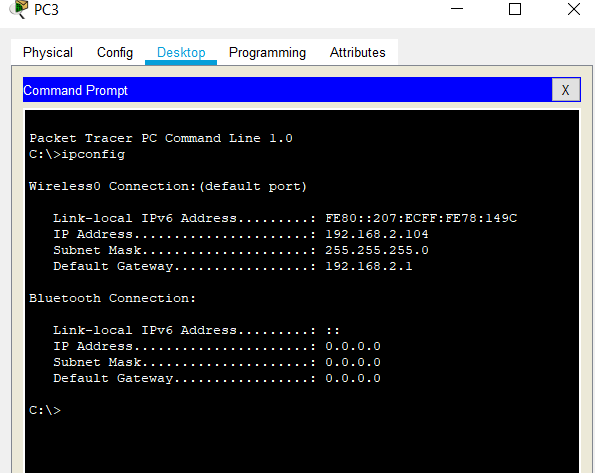 PC3
Physical Config Desktop Programming Attributes
Command Prompt X
Packet Tracer PC Command Line 1.0
C:\>ipconfig
Wireless0 Connection:(default port)
Link-local IPv6 Address.........: FE80::207:ECFF:FE78:149C
IP Address......................: 192.168.2.104
Subnet Mask.....................: 255.255.255.0
Default Gateway.................: 192.168.2.1
Bluetooth Connection:
Link-local IPv6 Address.........: ::
IP Address......................: 0.0.0.0
Subnet Mask.....................: 0.0.0.0
Default Gateway.................: 0.0.0.0
C:\>